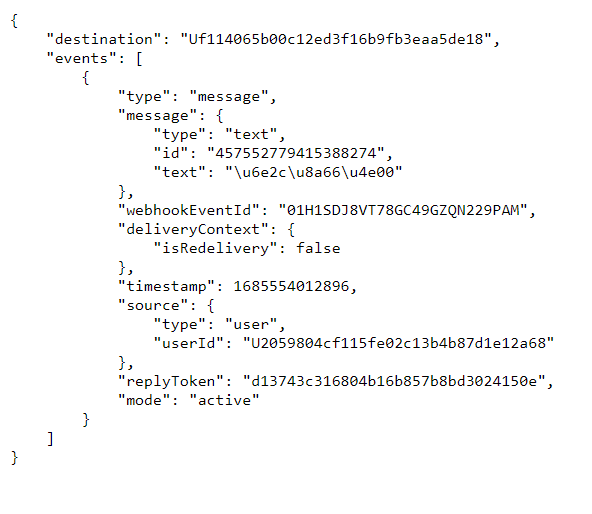 {
    "destination": "Uf114065b00c12ed3f16b9fb3eaa5de18",
    "events": [
        {
            "type": "message",
            "message": {
                "type": "text",
                "id": "457552779415388274",
                "text": "\u6e2c\u8a66\u4e00"
            },
            "webhookEventId": "01H1SDJ8VT78GC49GZQN229PAM",
            "deliveryContext": {
                "isRedelivery": false
            },
            "timestamp": 1685554012896,
            "source": {
                "type": "user",
                "userId": "U2059804cf115fe02c13b4b87d1e12a68"
            },
            "replyToken": "d13743c316804b16b857b8bd3024150e",
            "mode": "active"
        }
    ]
}